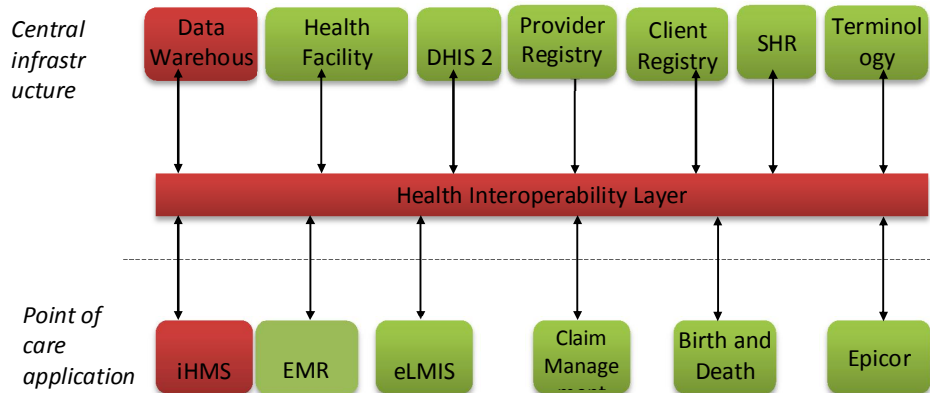 Central
infrastr
ucture
Data
Warehous
Health
Facility
DHIS 2
Provider
Registry
Client
Registry
SHR
Terminol
ogy
Health Interoperability Layer
Point of
care
application
iHMS
EMR
eLMIS
Claim
Manage
Birth and
Death
Epicor